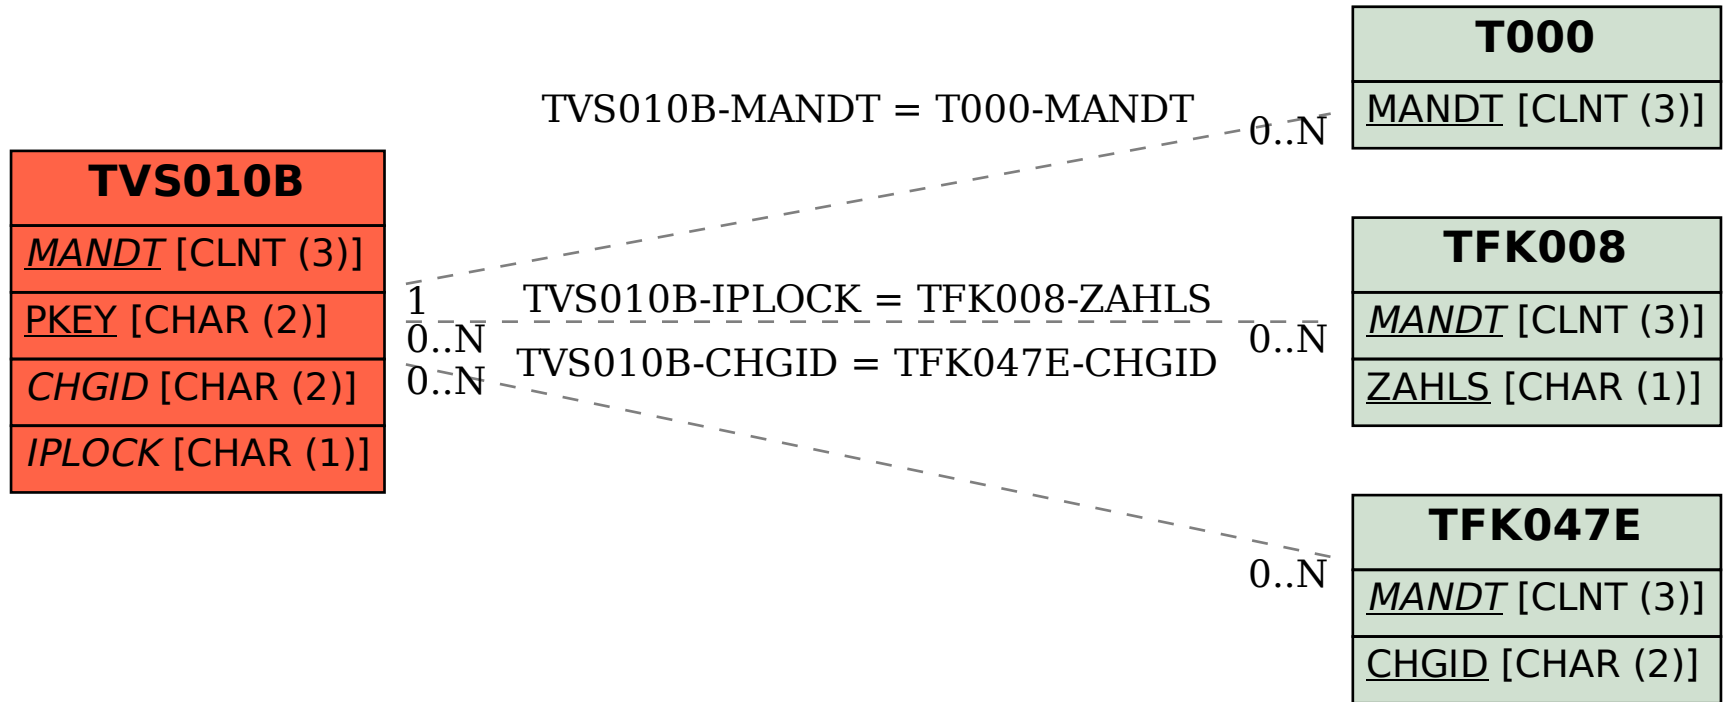 TVS010B
MANDT [CLNT (3)]
PKEY [CHAR (2)]
CHGID [CHAR (2)]
IPLOCK [CHAR (1)]
TVS010B-MANDT = T000-MANDT
1
0..N
TVS010B-IPLOCK = TFK008-ZAHLS
0..N
0..N
TVS010B-CHGID = TFK047E-CHGID
0..N
0..N
T000
MANDT [CLNT (3)]
TFK008
MANDT [CLNT (3)]
ZAHLS [CHAR (1)]
TFK047E
MANDT [CLNT (3)]
CHGID [CHAR (2)]